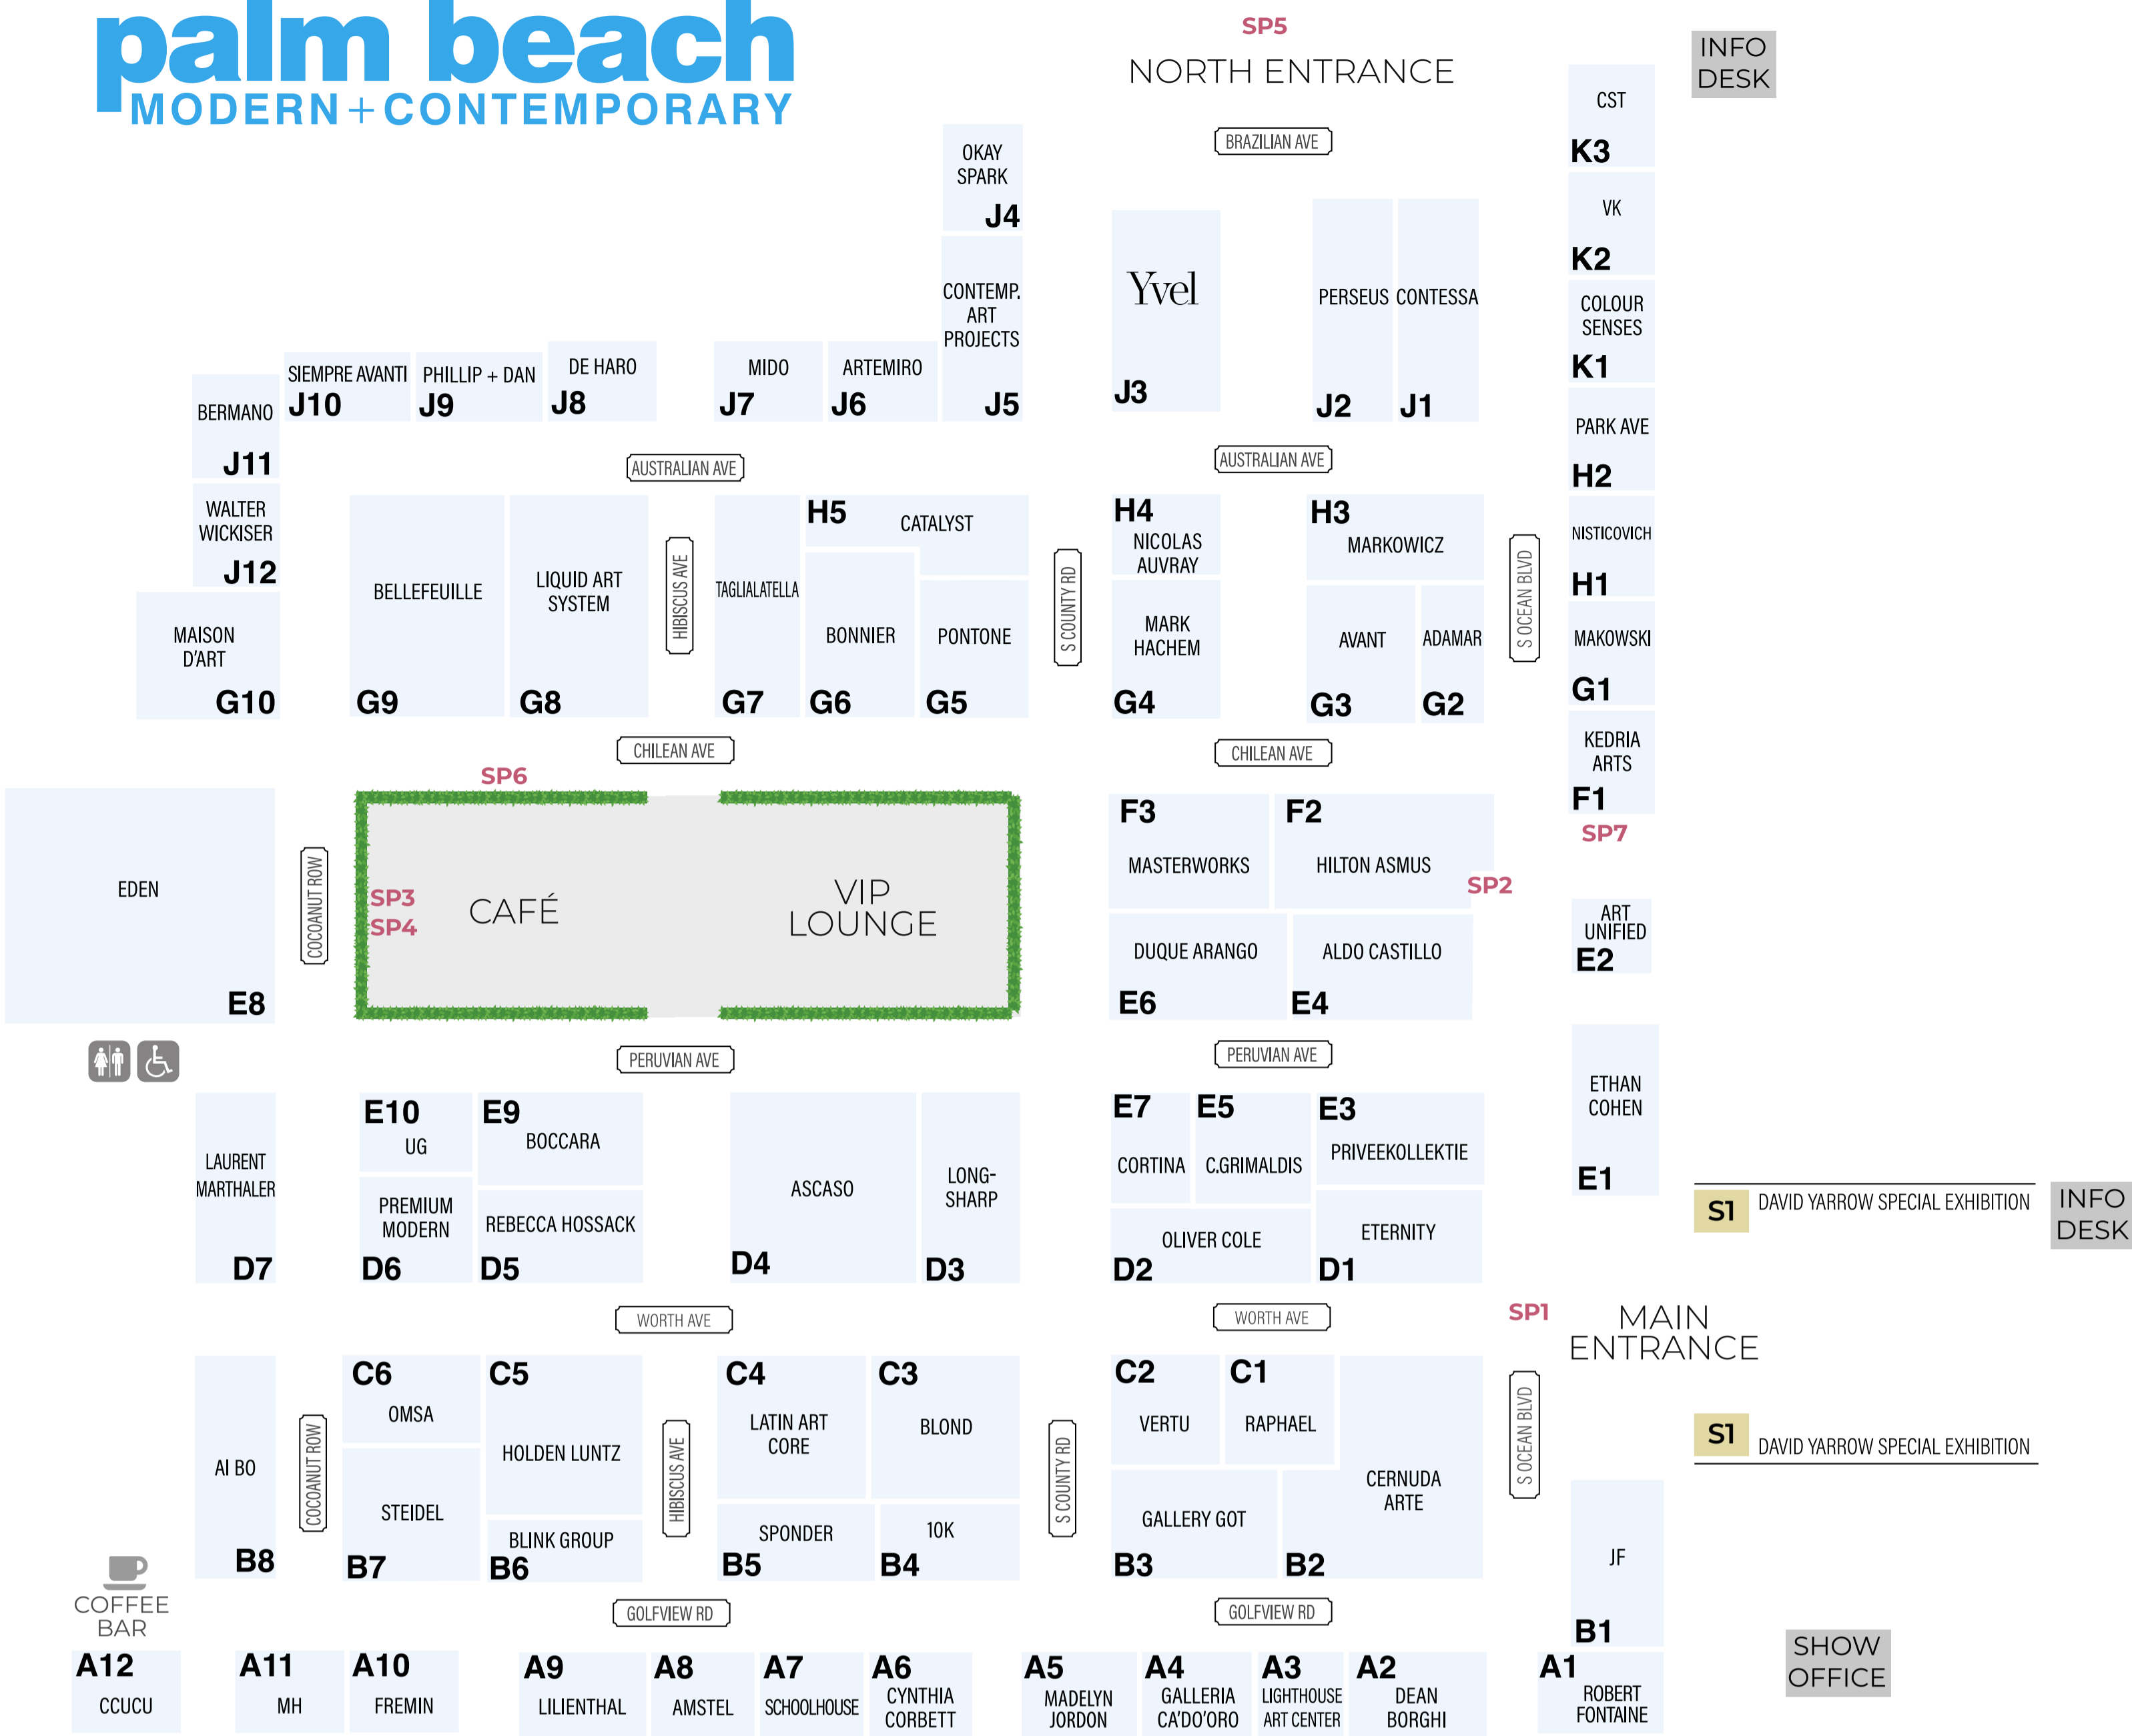 palm beach
MODERN + CONTEMPORARY
SP5
NORTH ENTRANCE
INFO
DESK
BRAZILIAN AVE
CST
K3
OKAY
SPARK
J4
VK
K2
CONTEMP.
ART
PROJECTS
J5
Yvel
J3
PERSEUS
J2
CONTESSA
J1
COLOUR
SENSES
K1
BERMANO
J11
SIEMPRE AVANTI
J10
PHILLIP + DAN
J9
DE HARO
J8
MIDO
J7
ARTEMIRO
J6
PARK AVE
H2
AUSTRALIAN AVE
AUSTRALIAN AVE
WALTER
WICKISER
J12
BELLEFEUILLE
G9
LIQUID ART
SYSTEM
G8
HIBISCUS AVE
TAGLIALATELLA
G7
H5
CATALYST
BONNIER
G6
PONTONE
G5
S COUNTY RD
H4
NICOLAS
AUVRAY
MARK
HACHEM
G4
H3
MARKOWICZ
AVANT
G3
ADAMAR
G2
S OCEAN BLVD
NISTICOVICH
H1
MAKOWSKI
G1
MAISON
D'ART
G10
KEDRIA
ARTS
F1
CHILEAN AVE
CHILEAN AVE
SP6
SP7
EDEN
E8
COCOANUT ROW
SP3
SP4
CAFÉ
VIP
LOUNGE
F3
MASTERWORKS
F2
HILTON ASMUS
SP2
DUQUE ARANGO
E6
ALDO CASTILLO
E4
ART
UNIFIED
E2
PERUVIAN AVE
PERUVIAN AVE
ETHAN
COHEN
E1
LAURENT
MARTHALER
D7
E10
UG
E9
BOCCARA
PREMIUM
MODERN
D6
REBECCA HOSSACK
D5
ASCASO
D4
LONG-
SHARP
D3
E7
CORTINA
E5
C.GRIMALDIS
E3
PRIVEEKOLLEKTIE
OLIVER COLE
D2
ETERNITY
D1
S1
DAVID YARROW SPECIAL EXHIBITION
INFO
DESK
WORTH AVE
WORTH AVE
SP1
MAIN
ENTRANCE
AI BO
B8
COCOANUT ROW
C6
OMSA
STEIDEL
B7
C5
HOLDEN LUNTZ
BLINK GROUP
B6
HIBISCUS AVE
C4
LATIN ART
CORE
C3
BLOND
SPONDER
B5
10K
B4
S COUNTY RD
C2
VERTU
C1
RAPHAEL
GALLERY GOT
B3
CERNUDA
ARTE
B2
S OCEAN BLVD
S1
DAVID YARROW SPECIAL EXHIBITION
JF
B1
COFFEE
BAR
GOLFVIEW RD
GOLFVIEW RD
SHOW
OFFICE
A12
CCUCU
A11
MH
A10
FREMIN
A9
LILIENTHAL
A8
AMSTEL
A7
SCHOOLHOUSE
A6
CYNTHIA
CORBETT
A5
MADELYN
JORDON
A4
GALLERIA
CA'DO'ORO
A3
LIGHTHOUSE
ART CENTER
A2
DEAN
BORGHI
A1
ROBERT
FONTAINE